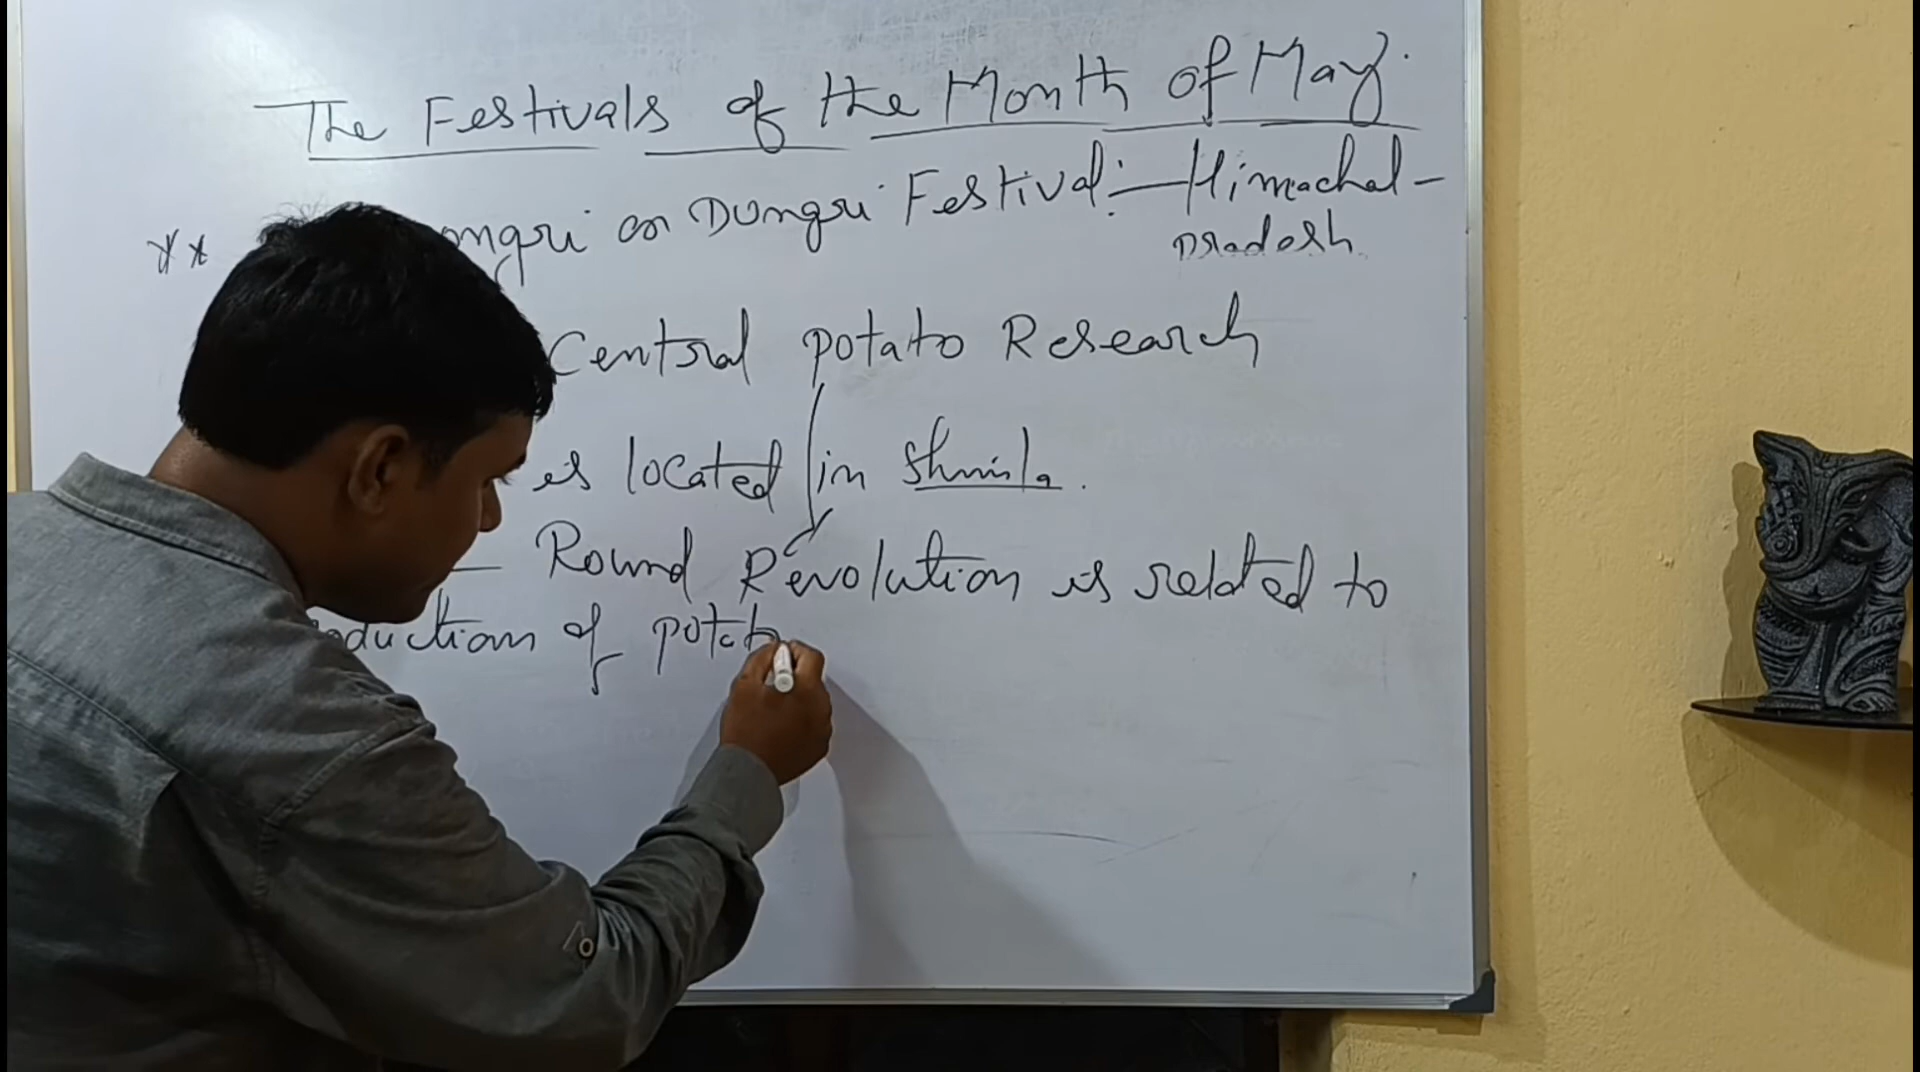 The Festivals of the Month of May.
** ongri or Dungri Festival:- Himachal-
pradesh.
Central potato Research
is located in Shimla.
- Round Revolution is related to
oduction of potato